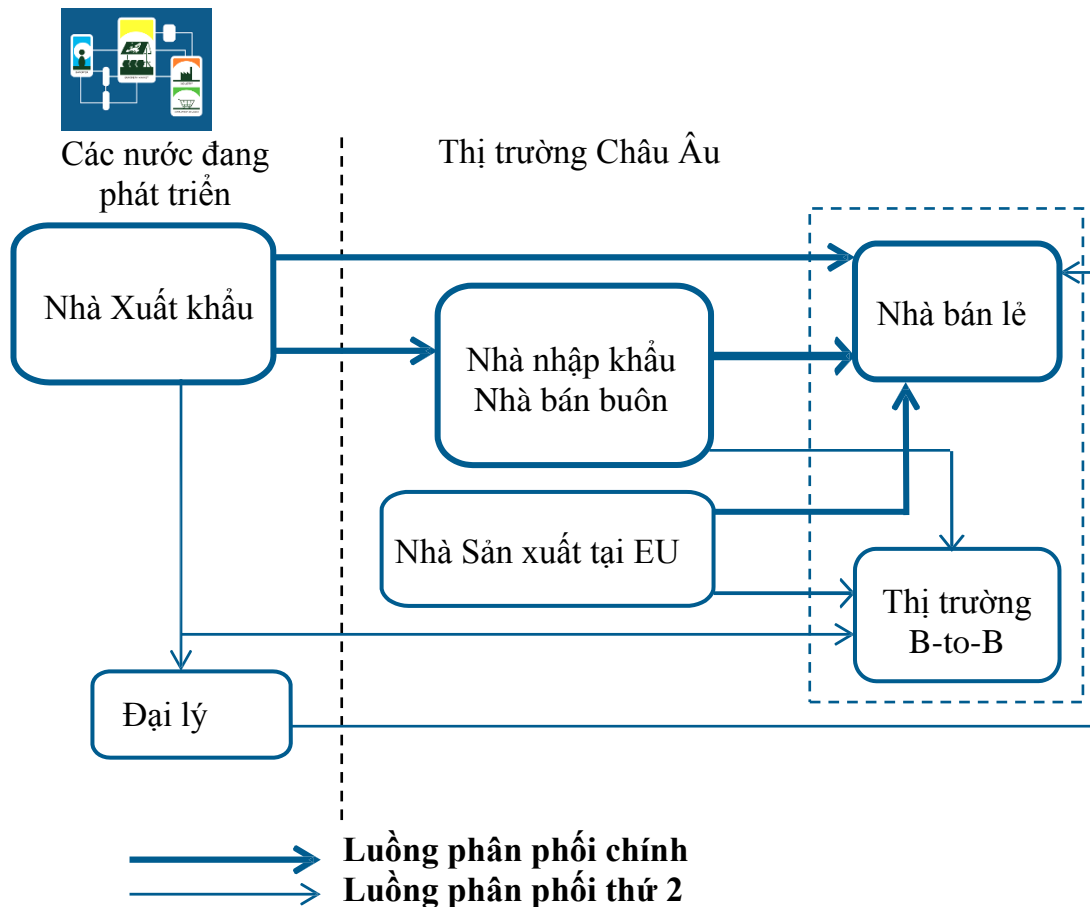 Các nước đang
phát triển
Thị trường Châu Âu
Nhà Xuất khẩu
Nhà bán lẻ
Nhà nhập khẩu
Nhà bán buôn
Nhà Sản xuất tại EU
Thị trường
B-to-B
Đại lý
Luồng phân phối chính
Luồng phân phối thứ 2